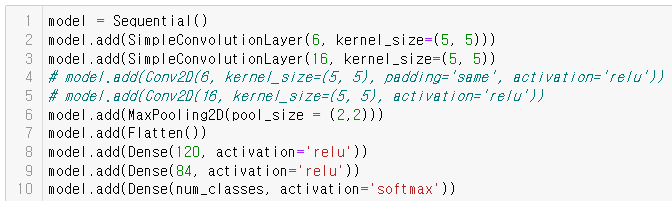 1 model = Sequential()
2 model.add(SimpleConvolutionLayer(6, kernel_size=(5, 5)))
3 model.add(SimpleConvolutionLayer(16, kernel_size=(5, 5))
4 # model.add(Conv2D(6, kernel_size=(5, 5), padding='same', activation='relu'))
5 # model.add(Conv2D(16, kernel_size=(5, 5), activation='relu'))
6 model.add(MaxPooling2D(pool_size = (2,2)))
7 model.add(Flatten())
8 model.add(Dense(120, activation='relu'))
9 model.add(Dense(84, activation='relu'))
10 model.add(Dense(num_classes, activation='softmax'))